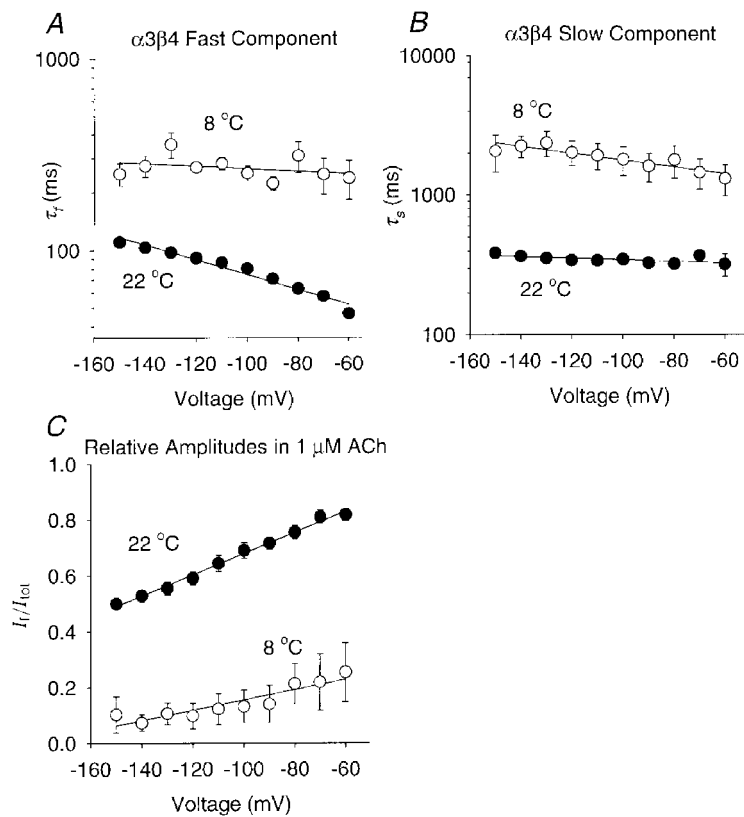 A
α3β4 Fast Component
1000
8 °C
τf (ms)
100
22 °C
-160 -140 -120 -100 -80 -60
Voltage (mV)
B
α3β4 Slow Component
10000
8 °C
τs (ms)
1000
22 °C
100
-160 -140 -120 -100 -80 -60
Voltage (mV)
C
Relative Amplitudes in 1 μM ACh
1.0
22 °C
0.8
0.6
If/Itot
0.4
8 °C
0.2
0.0
-160 -140 -120 -100 -80 -60
Voltage (mV)